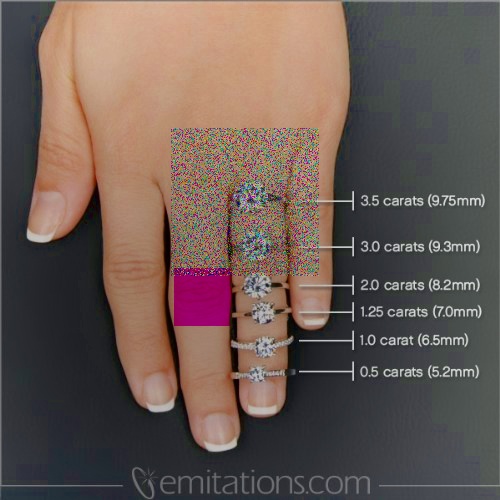 3.5 carats (9.75mm)
3.0 carats (9.3mm)
2.0 carats (8.2mm)
1.25 carats (7.0mm)
1.0 carat (6.5mm)
0.5 carats (5.2mm)
emitations.com